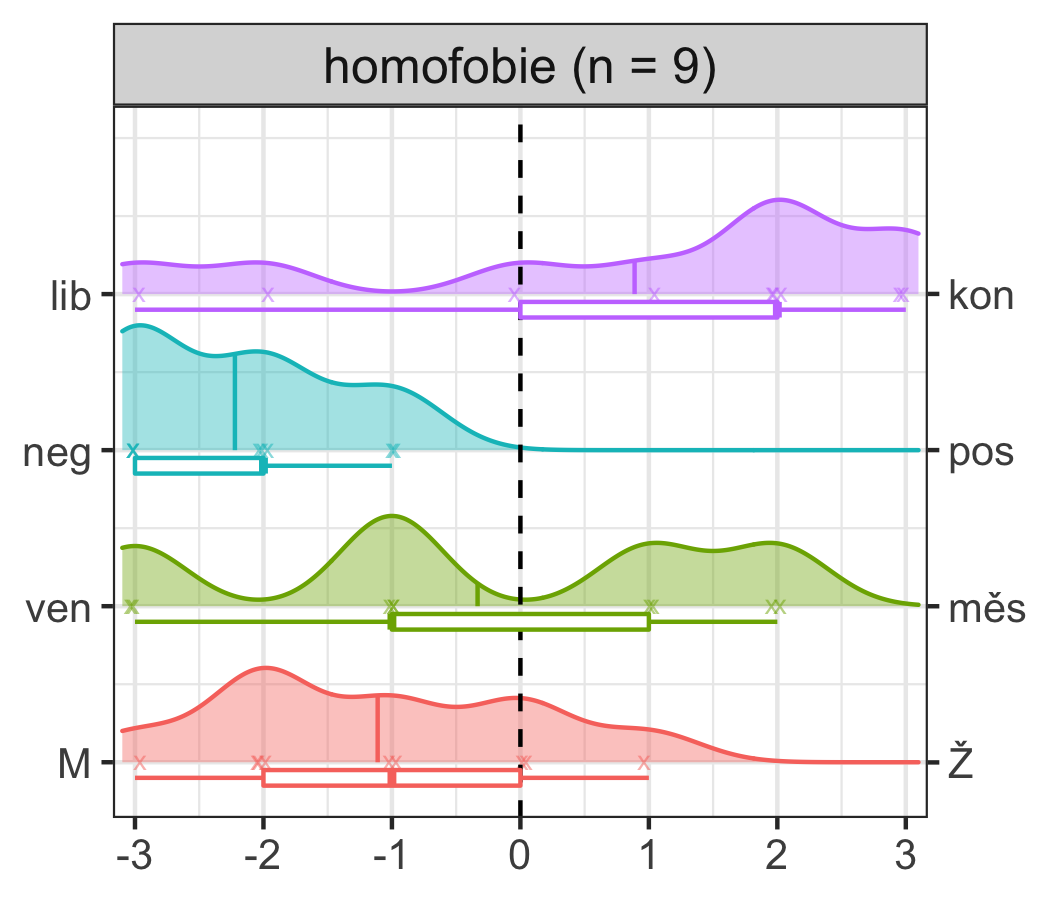 homofobie (n = 9)
lib kon
neg pos
ven měs
M Ž
-3 -2 -1 0 1 2 3